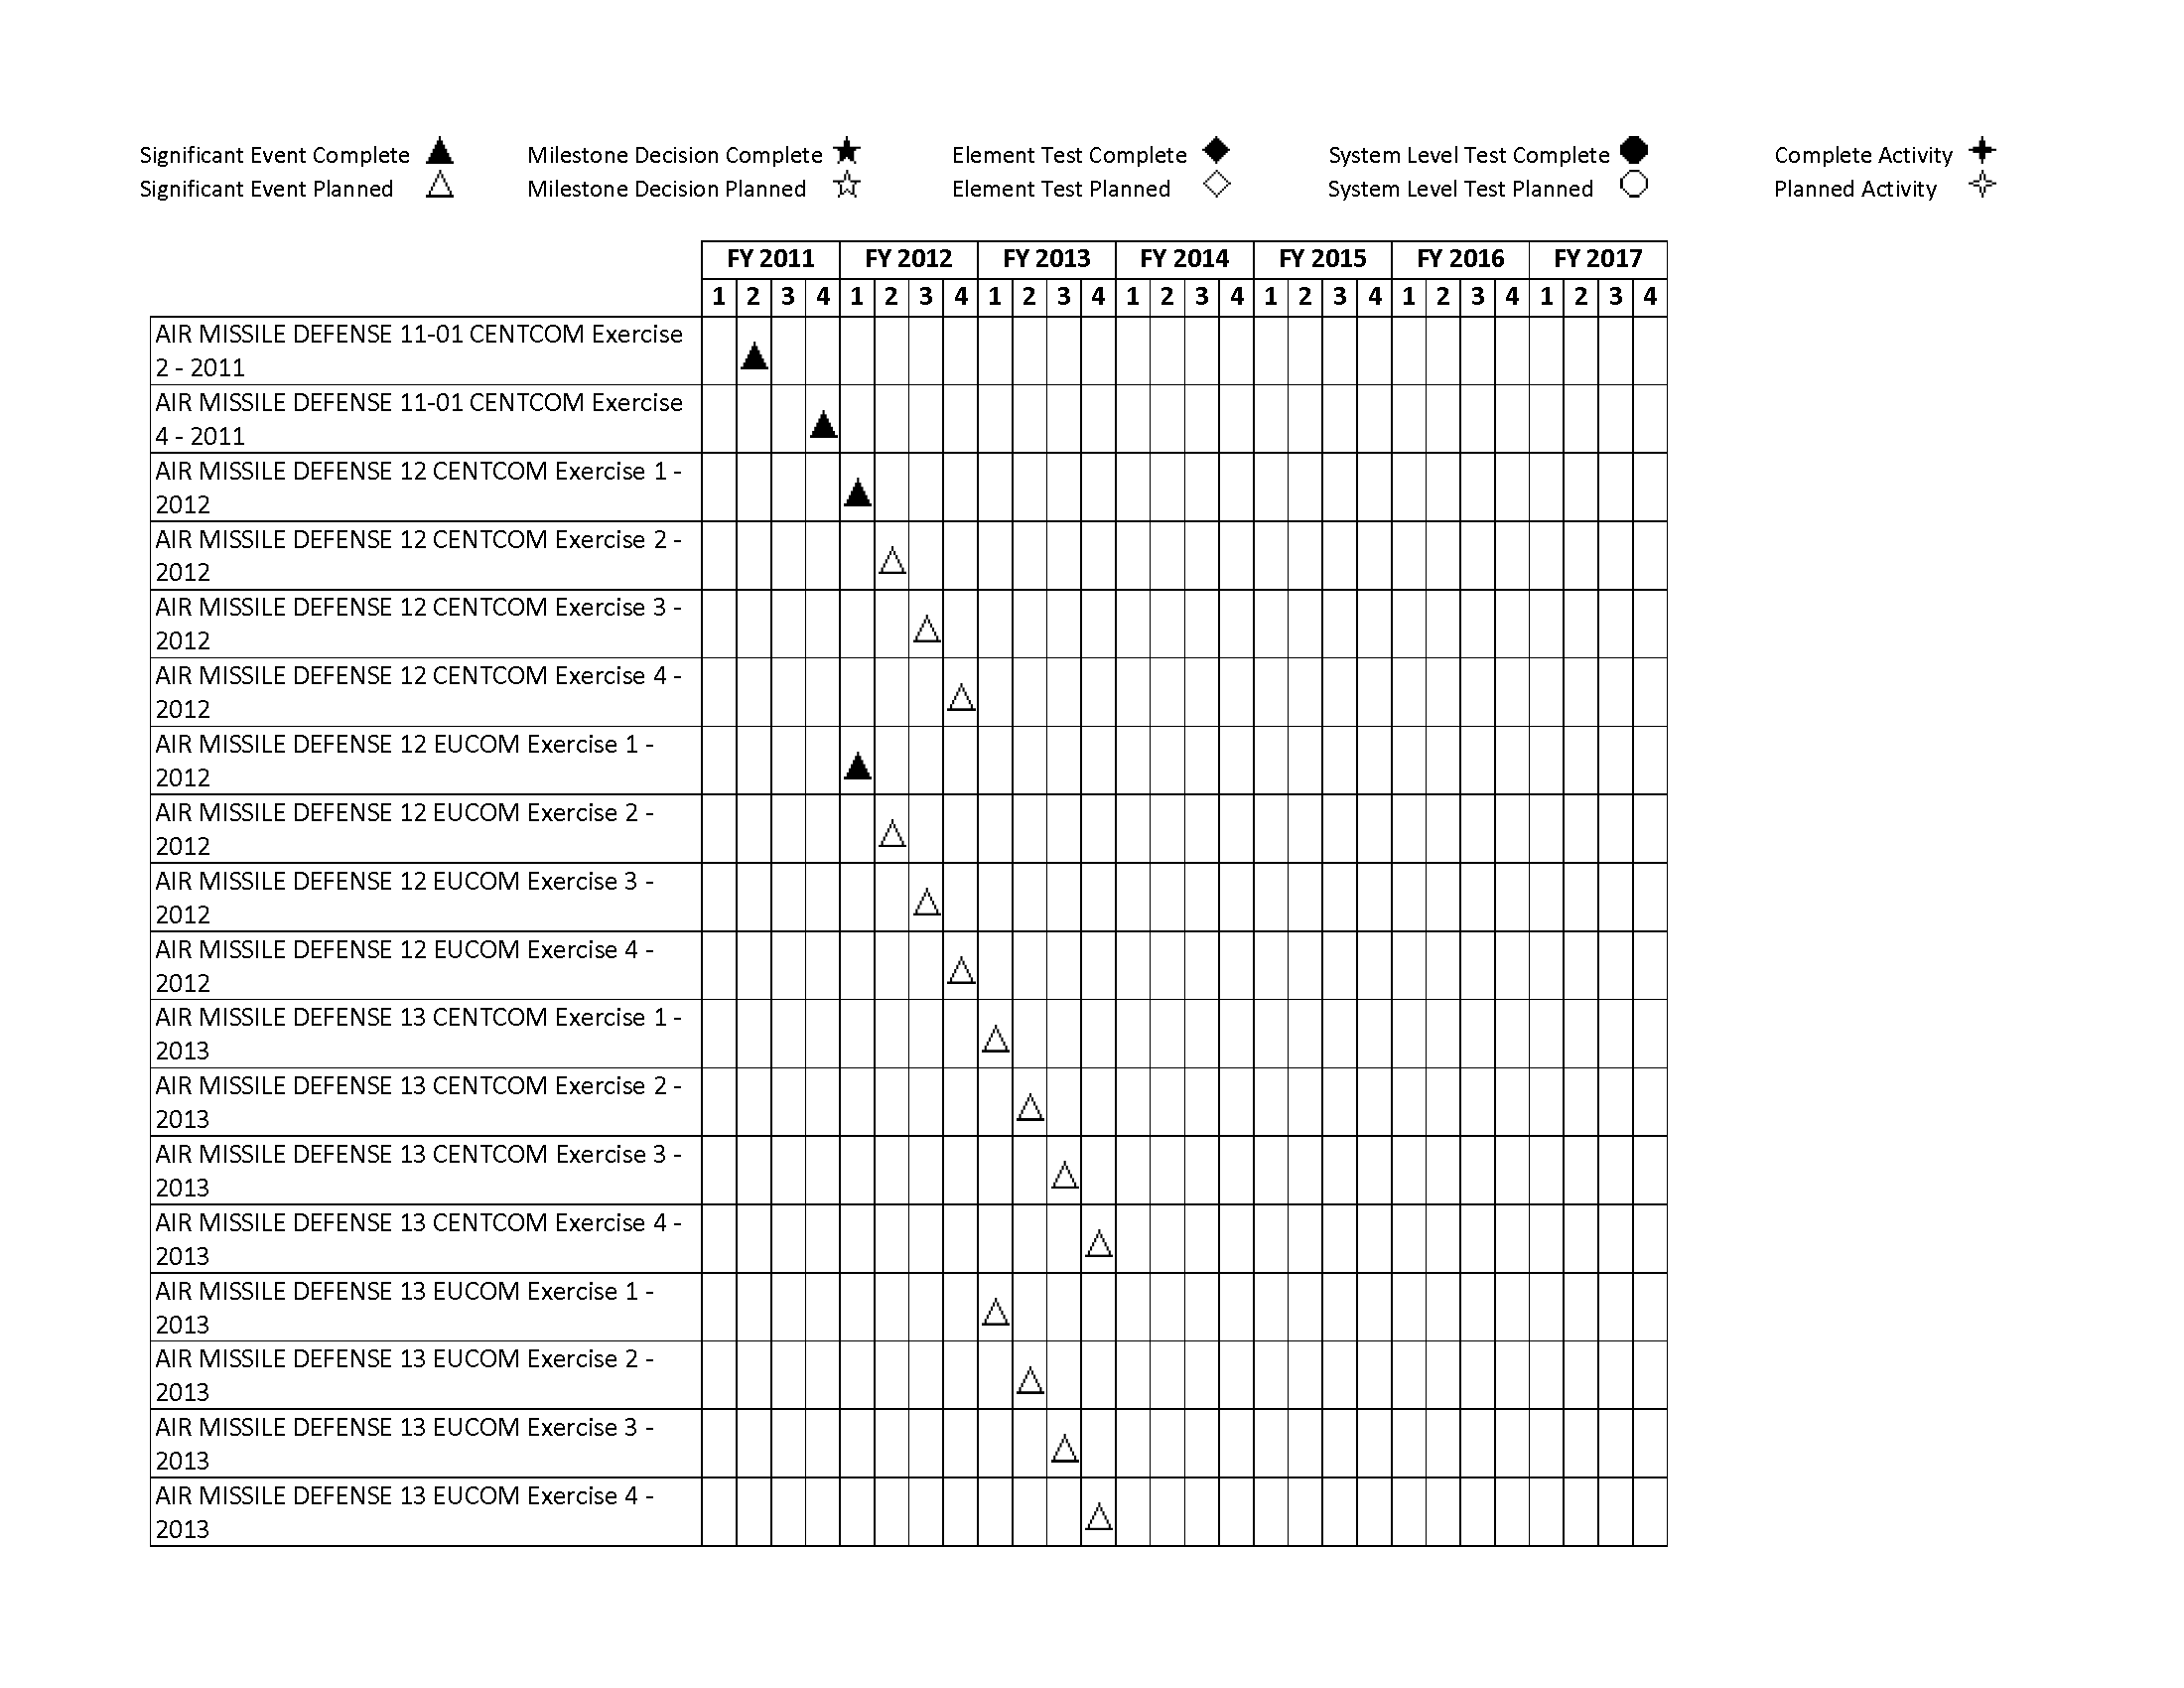 Significant Event Complete ▲ Milestone Decision Complete ★ Element Test Complete ◆ System Level Test Complete ● Complete Activity ✦
Significant Event Planned △ Milestone Decision Planned ☆ Element Test Planned ◇ System Level Test Planned ○ Planned Activity ✧
FY 2011 FY 2012 FY 2013 FY 2014 FY 2015 FY 2016 FY 2017
1 2 3 4 1 2 3 4 1 2 3 4 1 2 3 4 1 2 3 4 1 2 3 4 1 2 3 4
AIR MISSILE DEFENSE 11-01 CENTCOM Exercise
2 - 2011
AIR MISSILE DEFENSE 11-01 CENTCOM Exercise
4 - 2011
AIR MISSILE DEFENSE 12 CENTCOM Exercise 1 -
2012
AIR MISSILE DEFENSE 12 CENTCOM Exercise 2 -
2012
AIR MISSILE DEFENSE 12 CENTCOM Exercise 3 -
2012
AIR MISSILE DEFENSE 12 CENTCOM Exercise 4 -
2012
AIR MISSILE DEFENSE 12 EUCOM Exercise 1 -
2012
AIR MISSILE DEFENSE 12 EUCOM Exercise 2 -
2012
AIR MISSILE DEFENSE 12 EUCOM Exercise 3 -
2012
AIR MISSILE DEFENSE 12 EUCOM Exercise 4 -
2012
AIR MISSILE DEFENSE 13 CENTCOM Exercise 1 -
2013
AIR MISSILE DEFENSE 13 CENTCOM Exercise 2 -
2013
AIR MISSILE DEFENSE 13 CENTCOM Exercise 3 -
2013
AIR MISSILE DEFENSE 13 CENTCOM Exercise 4 -
2013
AIR MISSILE DEFENSE 13 EUCOM Exercise 1 -
2013
AIR MISSILE DEFENSE 13 EUCOM Exercise 2 -
2013
AIR MISSILE DEFENSE 13 EUCOM Exercise 3 -
2013
AIR MISSILE DEFENSE 13 EUCOM Exercise 4 -
2013